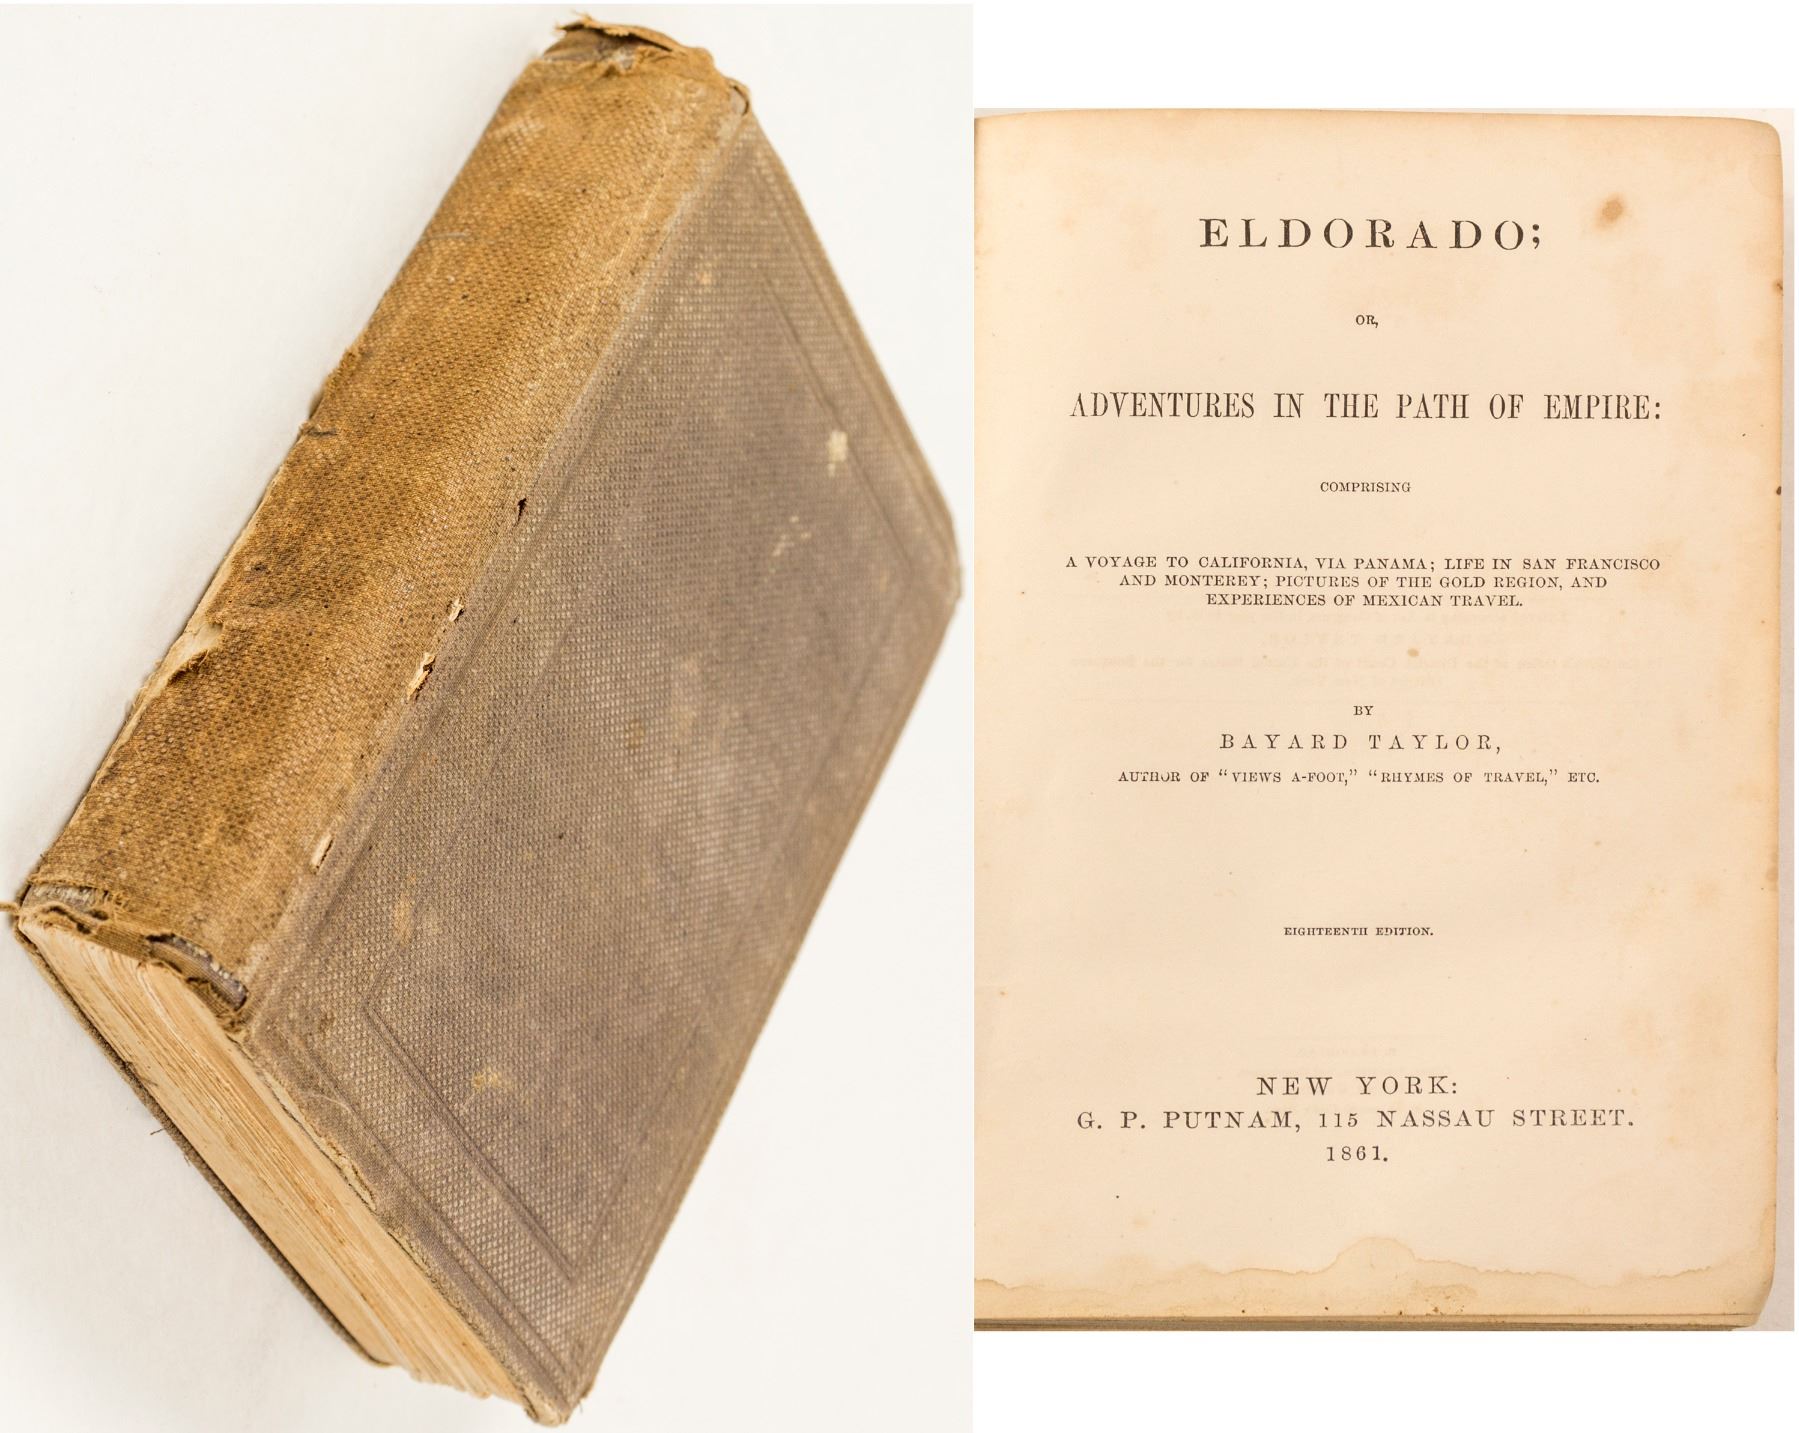 ELDORADO;
OR,
ADVENTURES IN THE PATH OF EMPIRE:
COMPRISING
A VOYAGE TO CALIFORNIA, VIA PANAMA; LIFE IN SAN FRANCISCO
AND MONTEREY; PICTURES OF THE GOLD REGION, AND
EXPERIENCES OF MEXICAN TRAVEL.
BY
BAYARD TAYLOR,
AUTHOR OF "VIEWS A-FOOT," "RHYMES OF TRAVEL," ETC.
EIGHTEENTH EDITION.
NEW YORK:
G. P. PUTNAM, 115 NASSAU STREET.
1861.